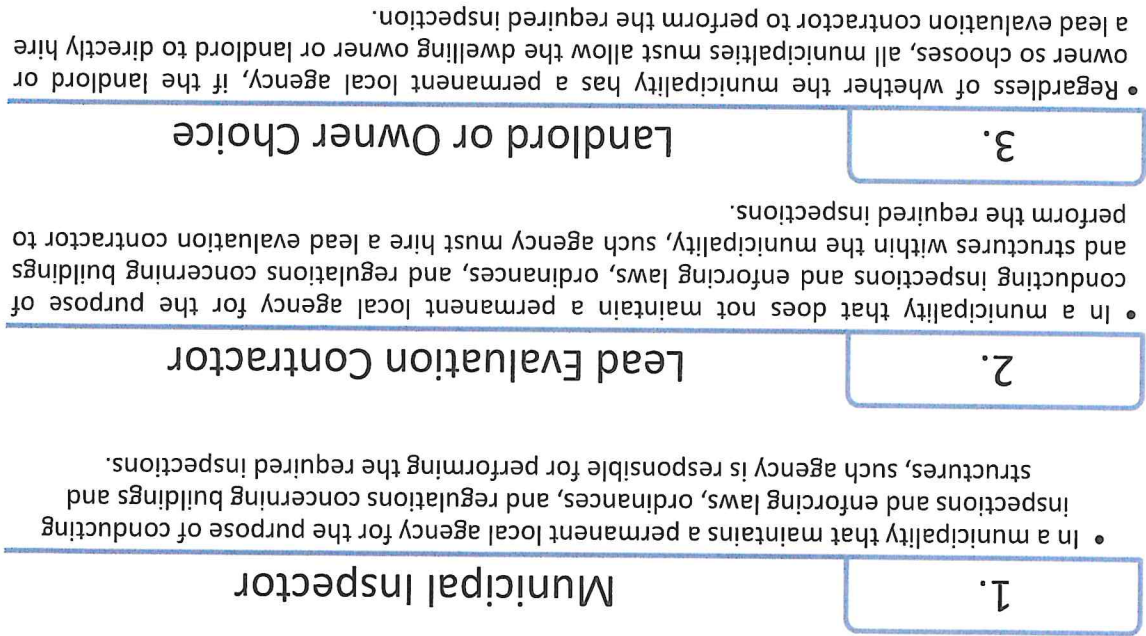 1. Municipal Inspector
• In a municipality that maintains a permanent local agency for the purpose of conducting
inspections and enforcing laws, ordinances, and regulations concerning buildings and
structures, such agency is responsible for performing the required inspections.
2. Lead Evaluation Contractor
• In a municipality that does not maintain a permanent local agency for the purpose of
conducting inspections and enforcing laws, ordinances, and regulations concerning buildings
and structures within the municipality, such agency must hire a lead evaluation contractor to
perform the required inspections.
3. Landlord or Owner Choice
• Regardless of whether the municipality has a permanent local agency, if the landlord or
owner so chooses, all municipalties must allow the dwelling owner or landlord to directly hire
a lead evaluation contractor to perform the required inspection.